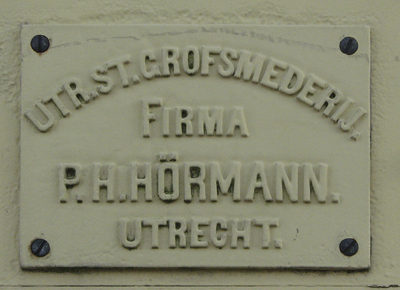 UTR. ST. GROFSMEDERIJ.
FIRMA
P. H. HÖRMANN.
UTRECHT.